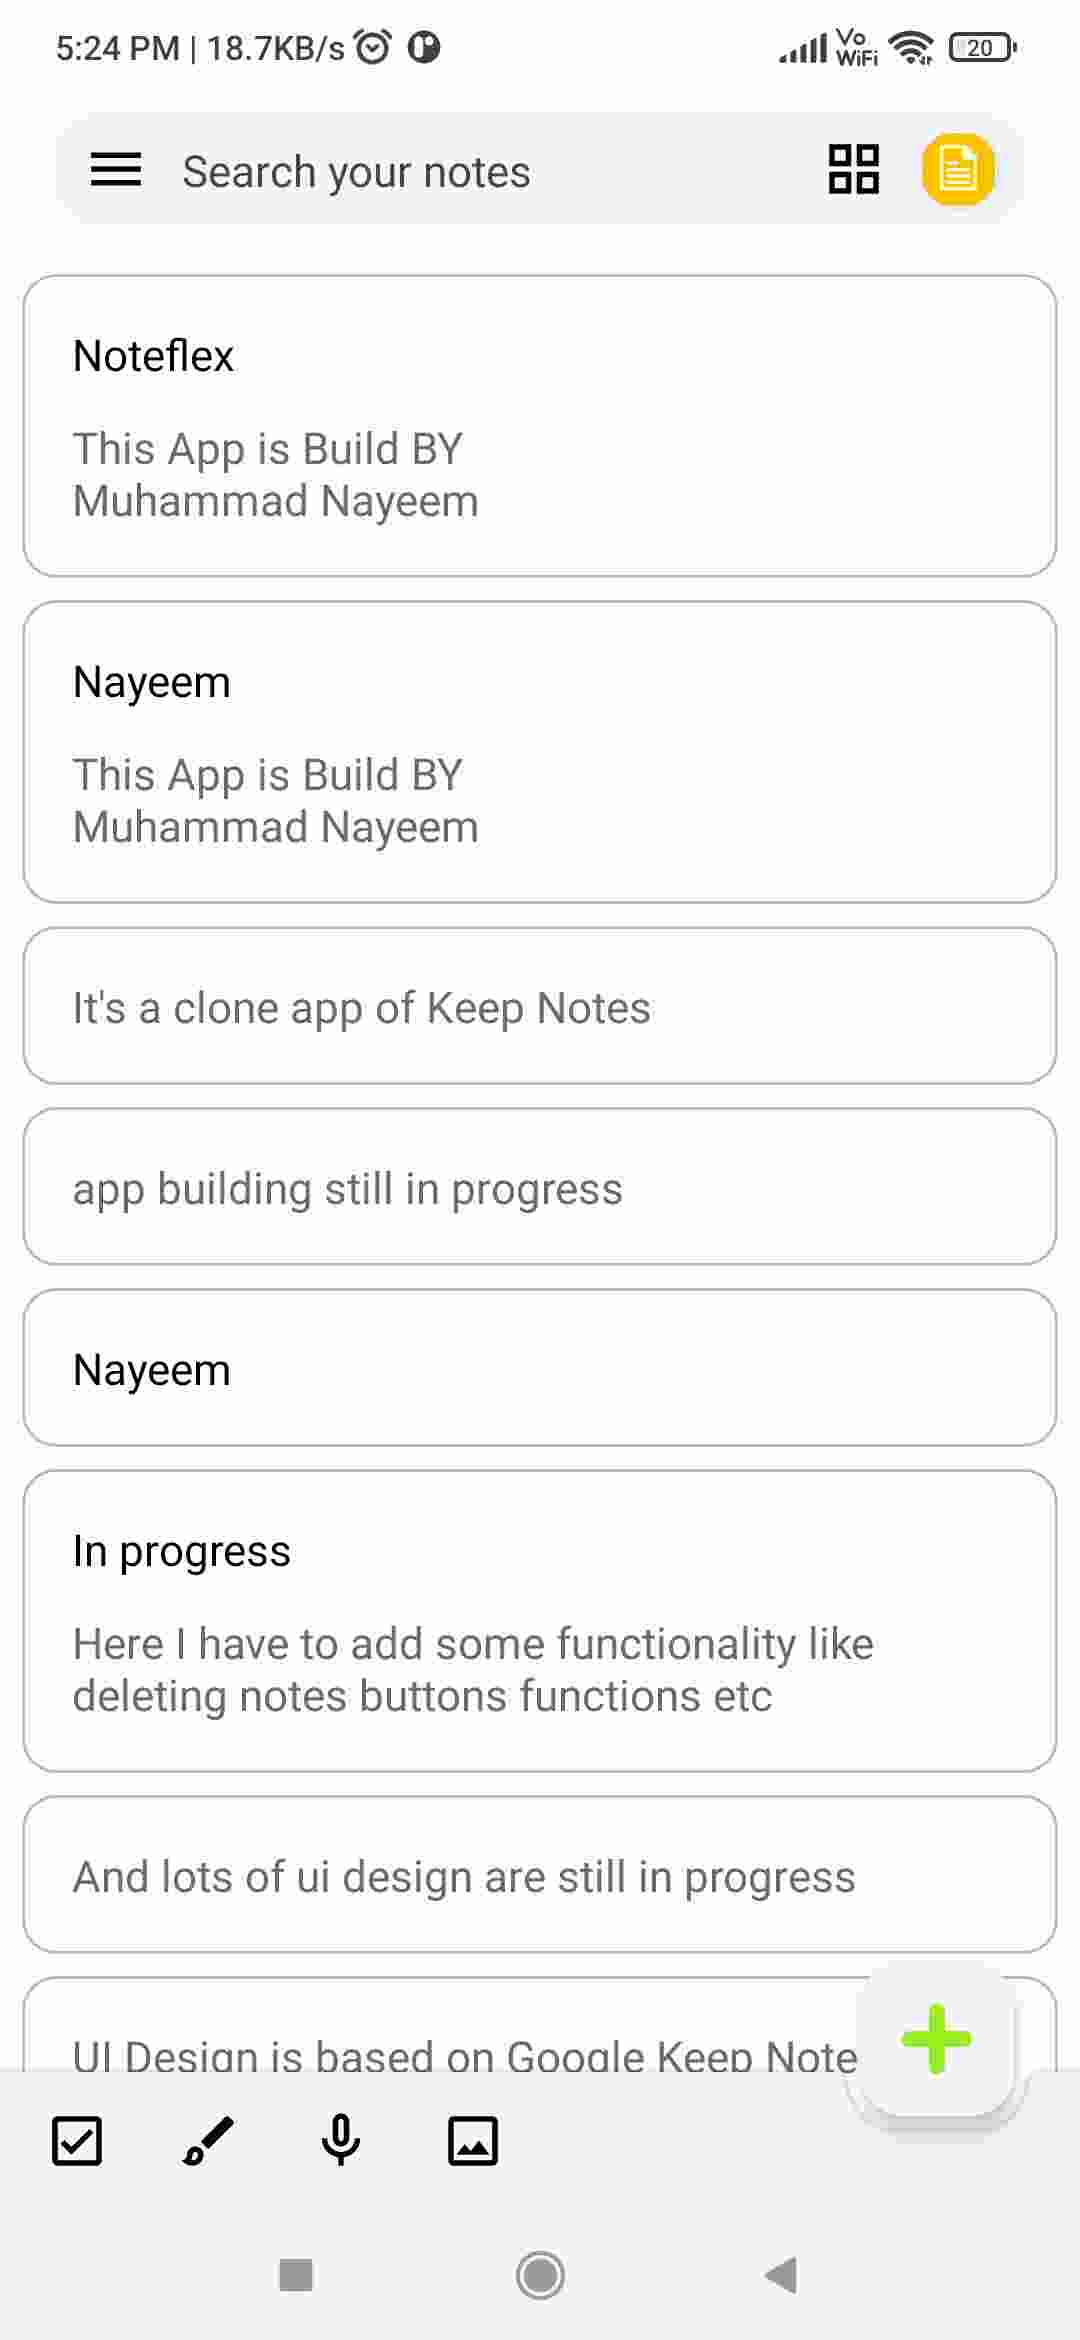 5:24 PM | 18.7KB/s
Vo
WiFi
20
Search your notes
Noteflex
This App is Build BY
Muhammad Nayeem
Nayeem
This App is Build BY
Muhammad Nayeem
It's a clone app of Keep Notes
app building still in progress
Nayeem
In progress
Here I have to add some functionality like
deleting notes buttons functions etc
And lots of ui design are still in progress
UI Design is based on Google Keep Note